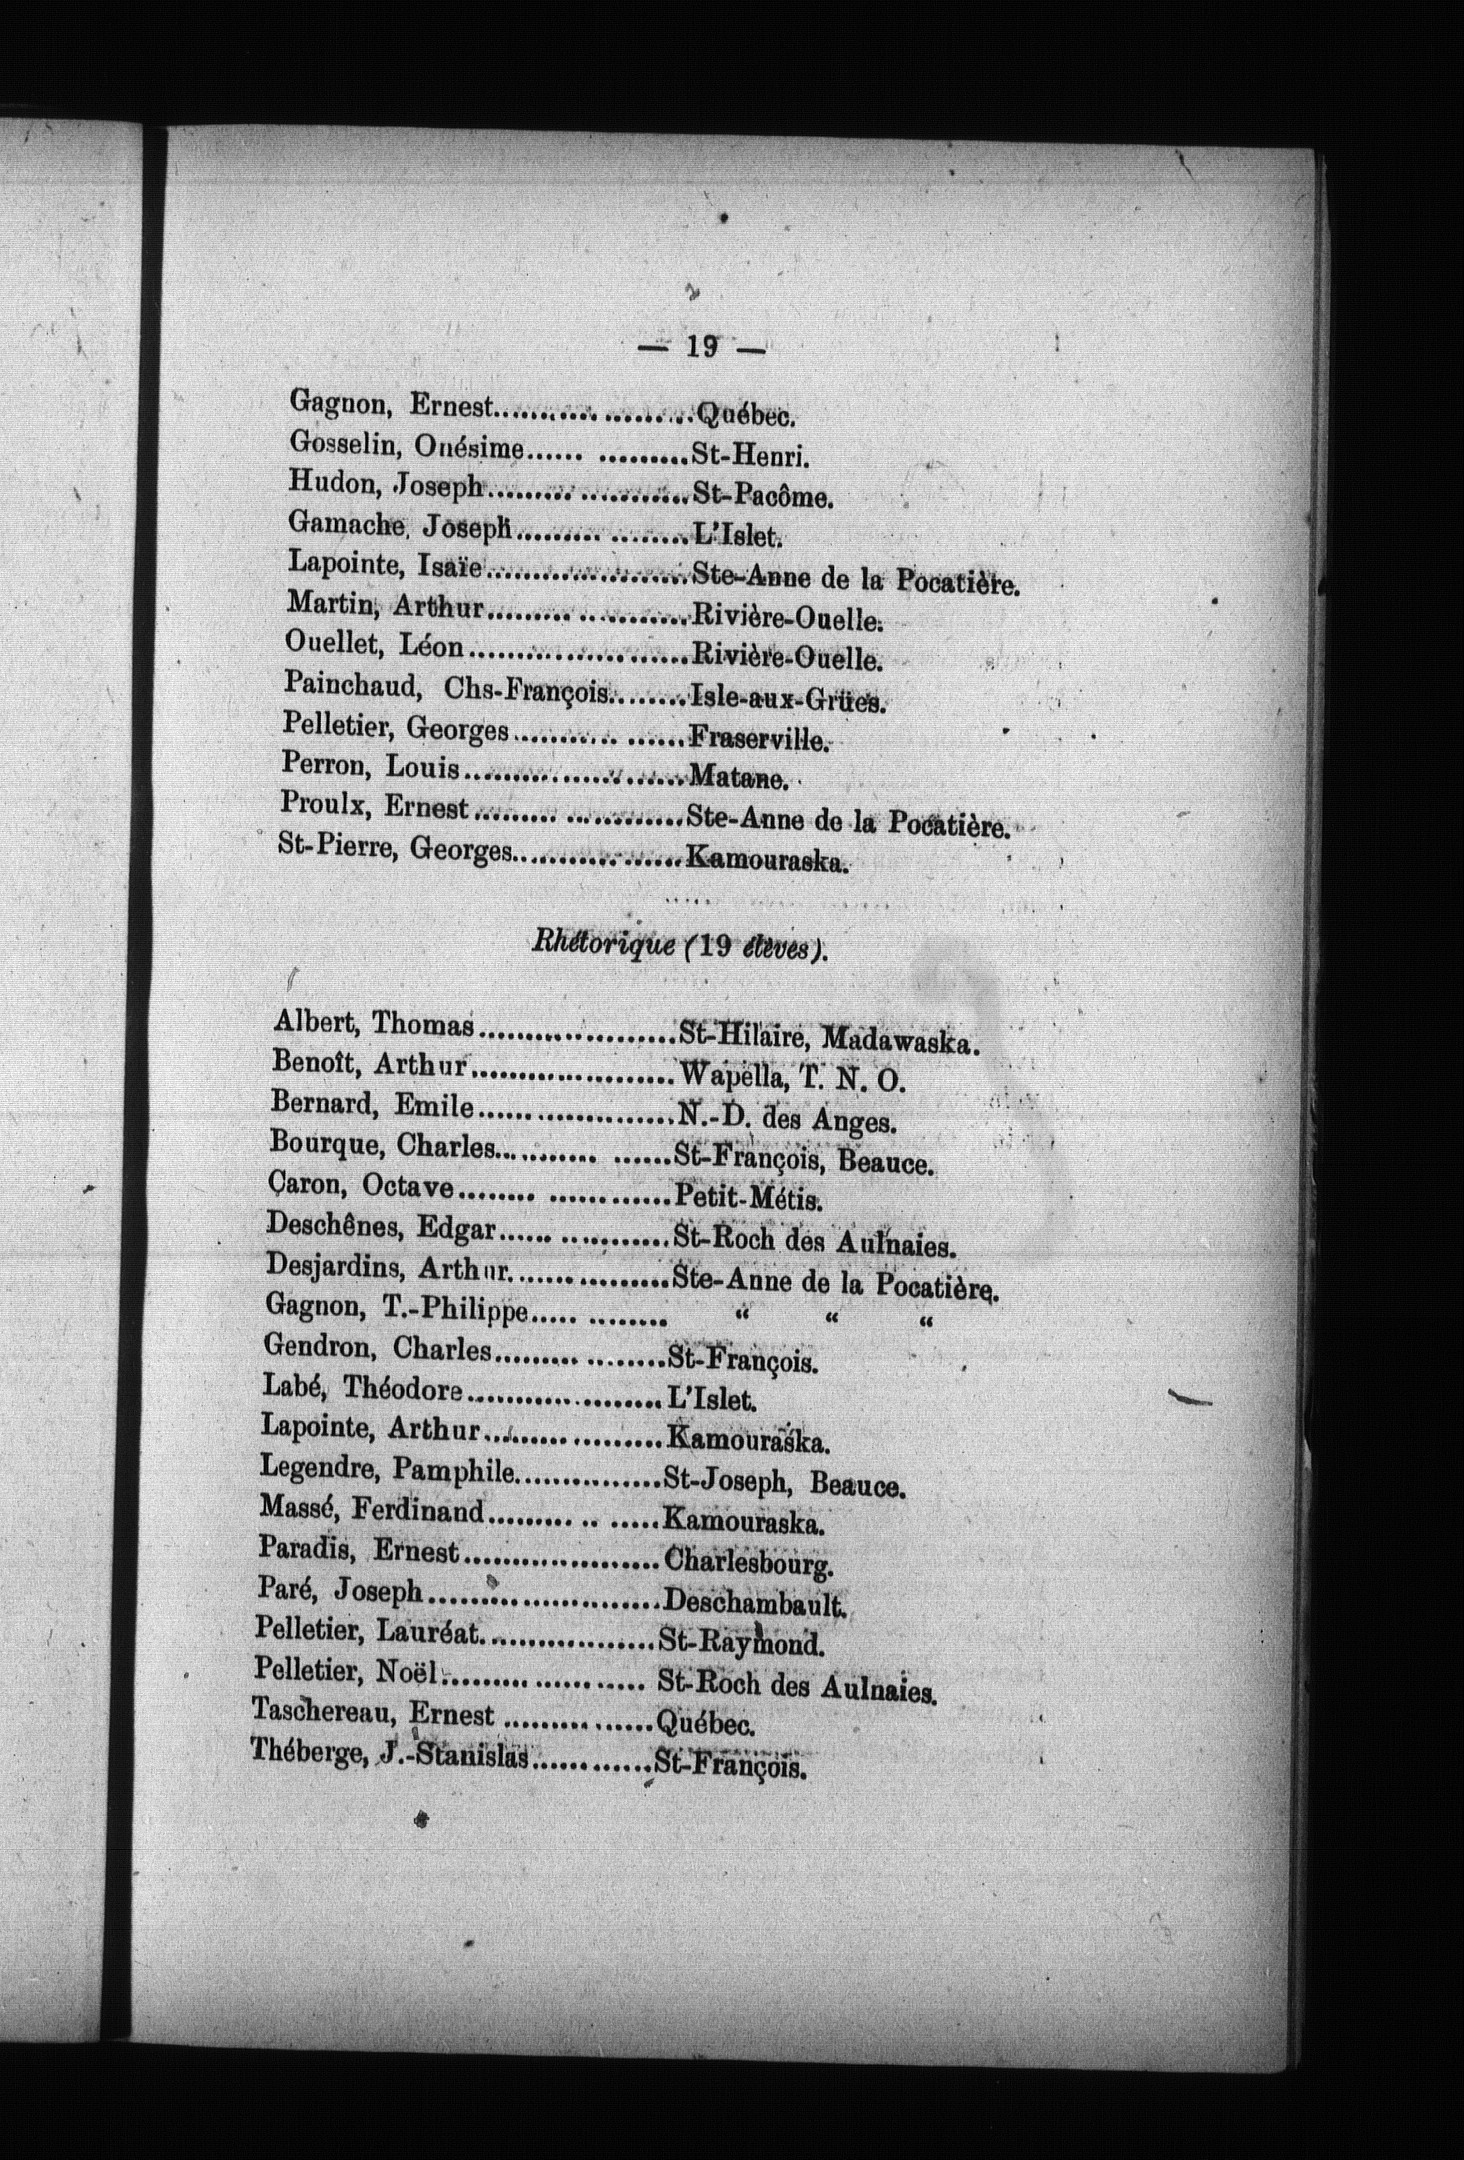 — 19 —
Gagnon, Ernest.....................Québec.
Gosselin, Onésime...... ..........St-Henri.
Hudon, Joseph......... ............St-Pacôme.
Gamache, Joseph......... .........L'Islet.
Lapointe, Isaïe......................Ste-Anne de la Pocatière.
Martin, Arthur......... ............Rivière-Ouelle.
Ouellet, Léon........................Rivière-Ouelle.
Painchaud, Chs-François.........Isle-aux-Grües.
Pelletier, Georges........... .......Fraserville.
Perron, Louis........................Matane.
Proulx, Ernest......... .............Ste-Anne de la Pocatière.
St-Pierre, Georges........... .......Kamouraska.
Rhétorique (19 élèves).
Albert, Thomas.....................St-Hilaire, Madawaska.
Benoît, Arthur......................Wapella, T. N. O.
Bernard, Emile......................N.-D. des Anges.
Bourque, Charles........... .......St-François, Beauce.
Caron, Octave........ .............Petit-Métis.
Deschênes, Edgar...... ............St-Roch des Aulnaies.
Desjardins, Arthur........ ..........Ste-Anne de la Pocatière.
Gagnon, T.-Philippe..... ......... “ “ “
Gendron, Charles......... .........St-François.
Labé, Théodore.....................L'Islet.
Lapointe, Arthur......... ..........Kamouraska.
Legendre, Pamphile................St-Joseph, Beauce.
Massé, Ferdinand......... .. ......Kamouraska.
Paradis, Ernest.....................Charlesbourg.
Paré, Joseph.........................Deschambault.
Pelletier, Lauréat...................St-Raymond.
Pelletier, Noël......... ............ St-Roch des Aulnaies.
Taschereau, Ernest ......... .......Québec.
Théberge, J.-Stanislas.............St-François.